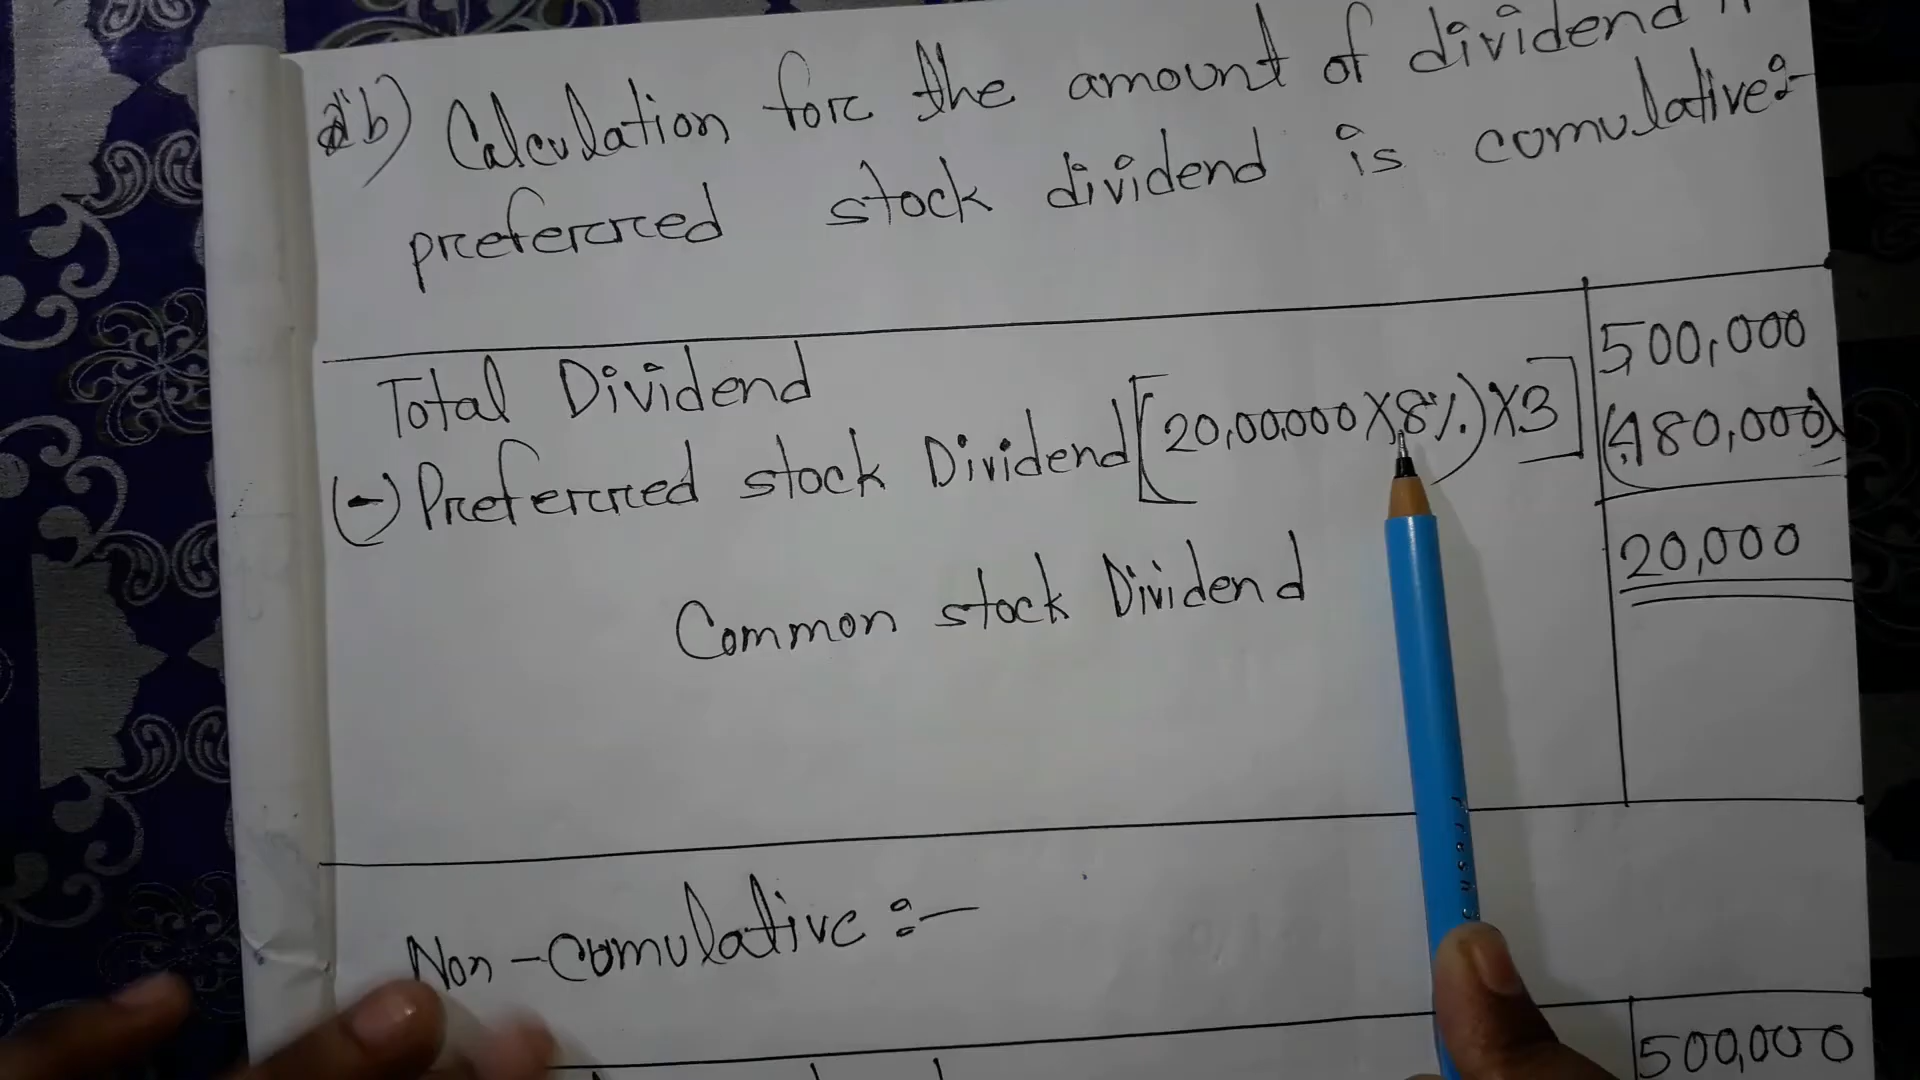 b) Calculation for the amount of dividend
preferred stock dividend is comulative:-
Total Dividend 500,000
(-) Preferred stock Dividend [20,00,000 X 8%) X 3] (480,000)
Common stock Dividend 20,000
Non-comulative :-
500,000